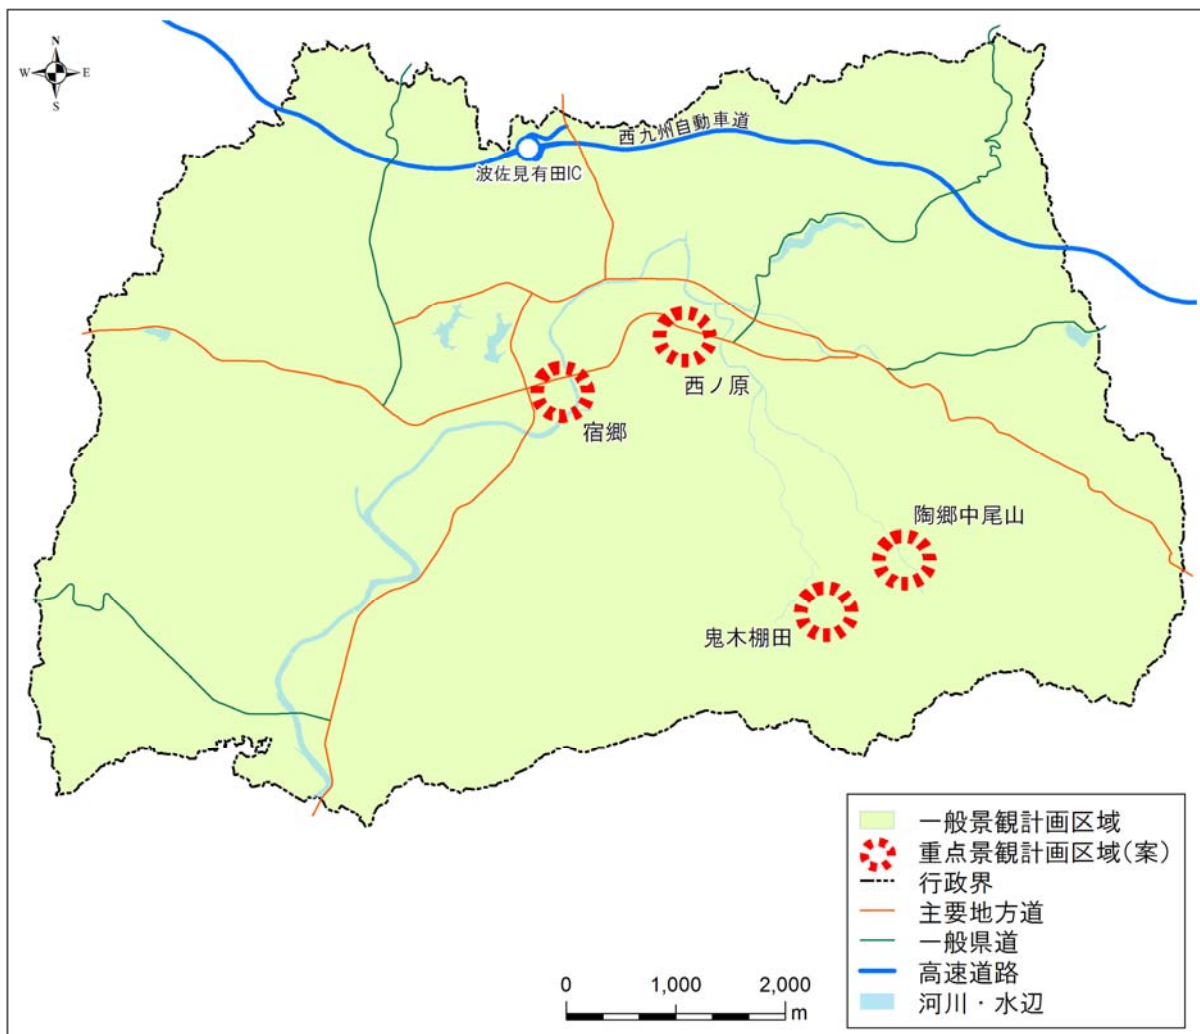 N
W
E
S
西九州自動車道
波佐見有田IC
西ノ原
宿郷
陶郷中尾山
鬼木棚田
一般景観計画区域
重点景観計画区域(案)
行政界
主要地方道
一般県道
高速道路
河川・水辺
0 1,000 2,000
m